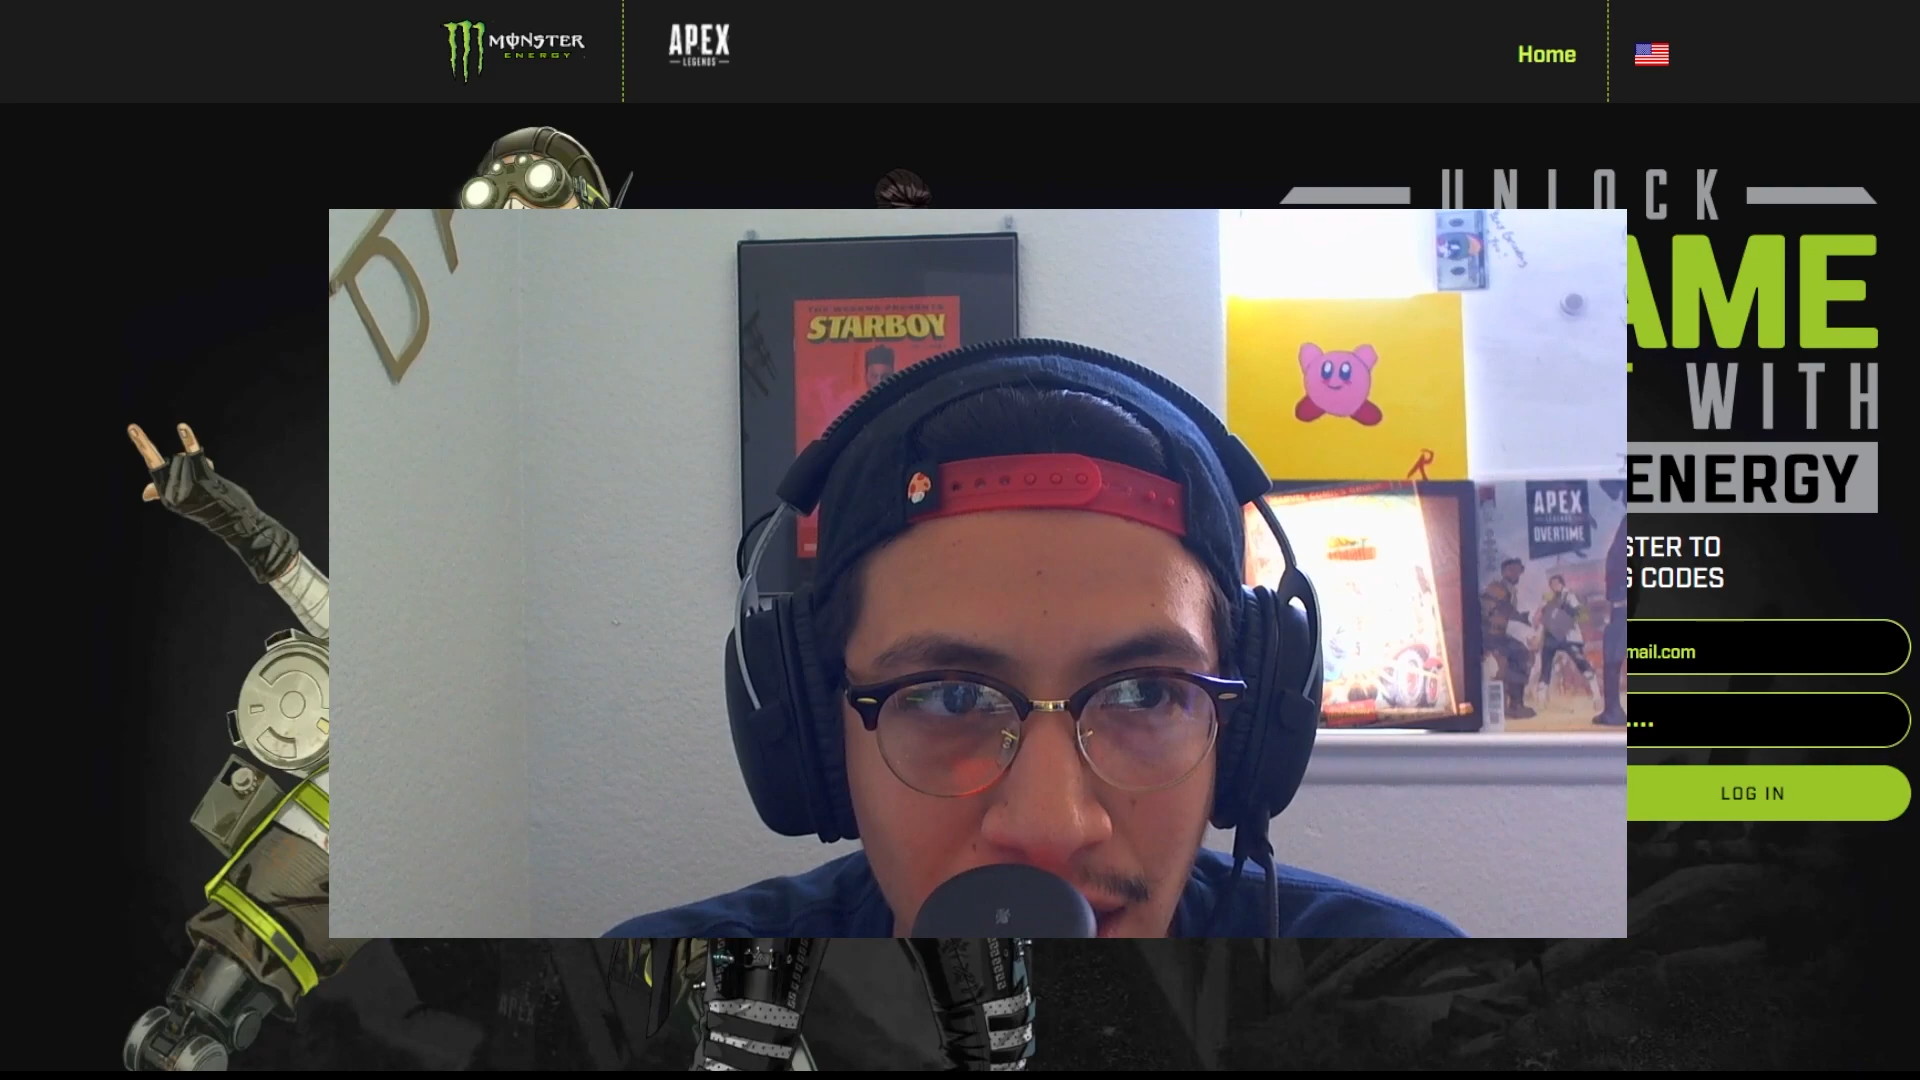 MONSTER
ENERGY
APEX
LEGENDS
Home
UNLOCK
AME
WITH
ENERGY
STER TO
CODES
mail.com
LOG IN
STARBOY
APEX
LEGENDS
OVERTIME